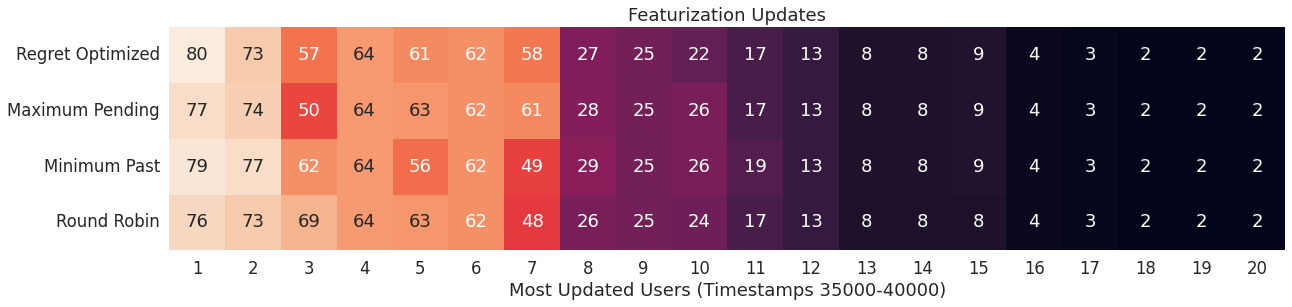 Featurization Updates
Regret Optimized 80 73 57 64 61 62 58 27 25 22 17 13 8 8 9 4 3 2 2 2
Maximum Pending 77 74 50 64 63 62 61 28 25 26 17 13 8 8 9 4 3 2 2 2
Minimum Past 79 77 62 64 56 62 49 29 25 26 19 13 8 8 9 4 3 2 2 2
Round Robin 76 73 69 64 63 62 48 26 25 24 17 13 8 8 8 4 3 2 2 2
1 2 3 4 5 6 7 8 9 10 11 12 13 14 15 16 17 18 19 20
Most Updated Users (Timestamps 35000-40000)